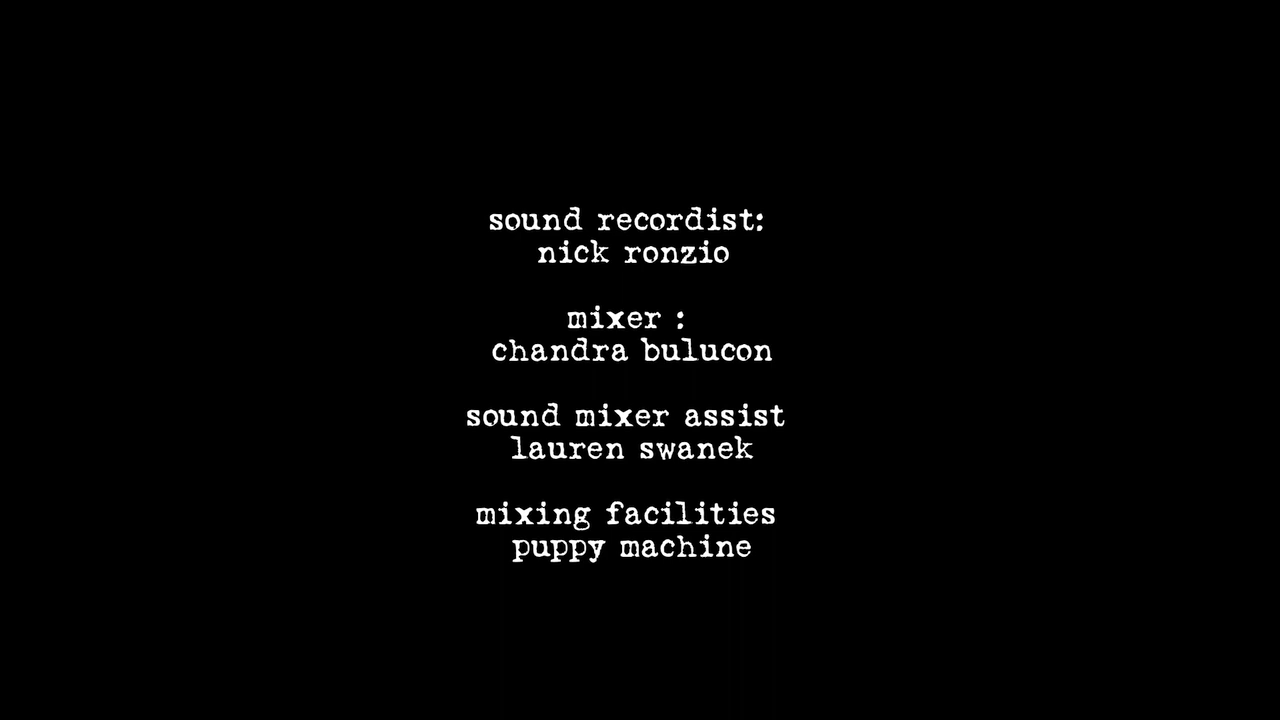 sound recordist:
nick ronzio
mixer :
chandra bulucon
sound mixer assist
lauren swanek
mixing facilities
puppy machine